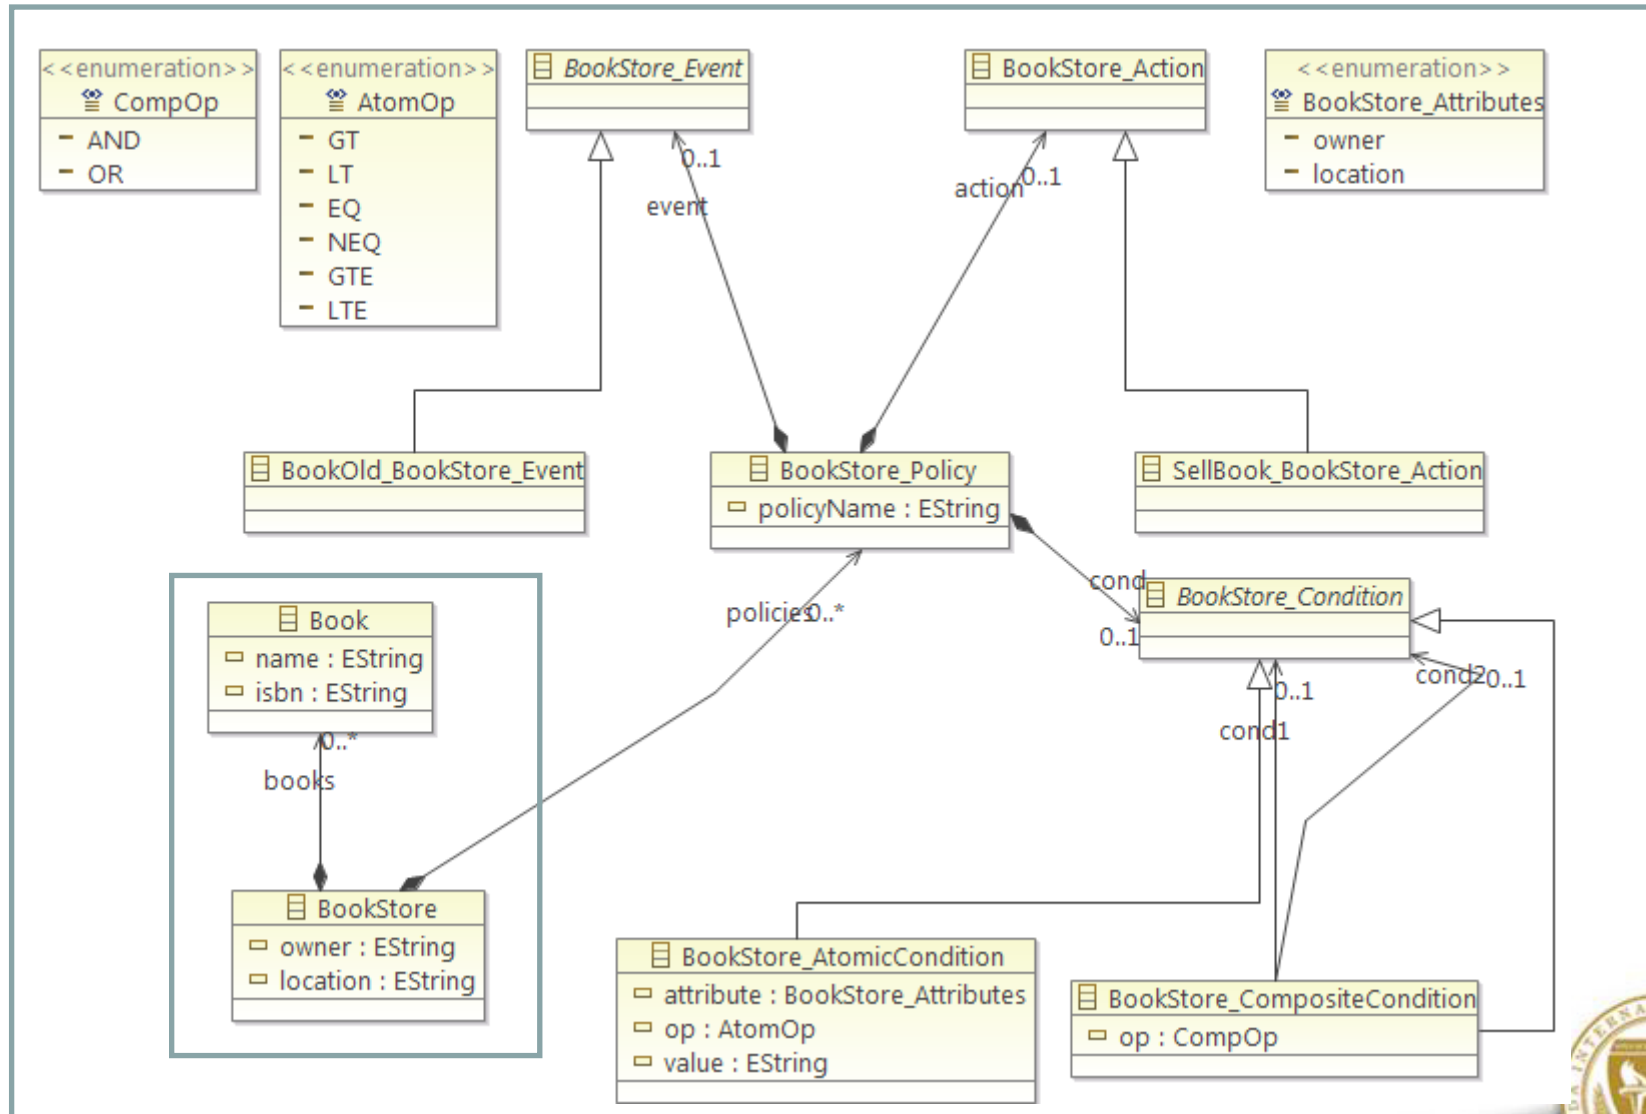 <<enumeration>>
CompOp
AND
OR
<<enumeration>>
AtomOp
GT
LT
EQ
NEQ
GTE
LTE
BookStore_Event
BookStore_Action
<<enumeration>>
BookStore_Attributes
owner
location
0..1
event
0..1
action
BookOld_BookStore_Event
BookStore_Policy
policyName : EString
SellBook_BookStore_Action
Book
name : EString
isbn : EString
policies
0..*
cond
0..1
BookStore_Condition
0..*
books
0..1
cond1
cond2
0..1
BookStore
owner : EString
location : EString
BookStore_AtomicCondition
attribute : BookStore_Attributes
op : AtomOp
value : EString
BookStore_CompositeCondition
op : CompOp